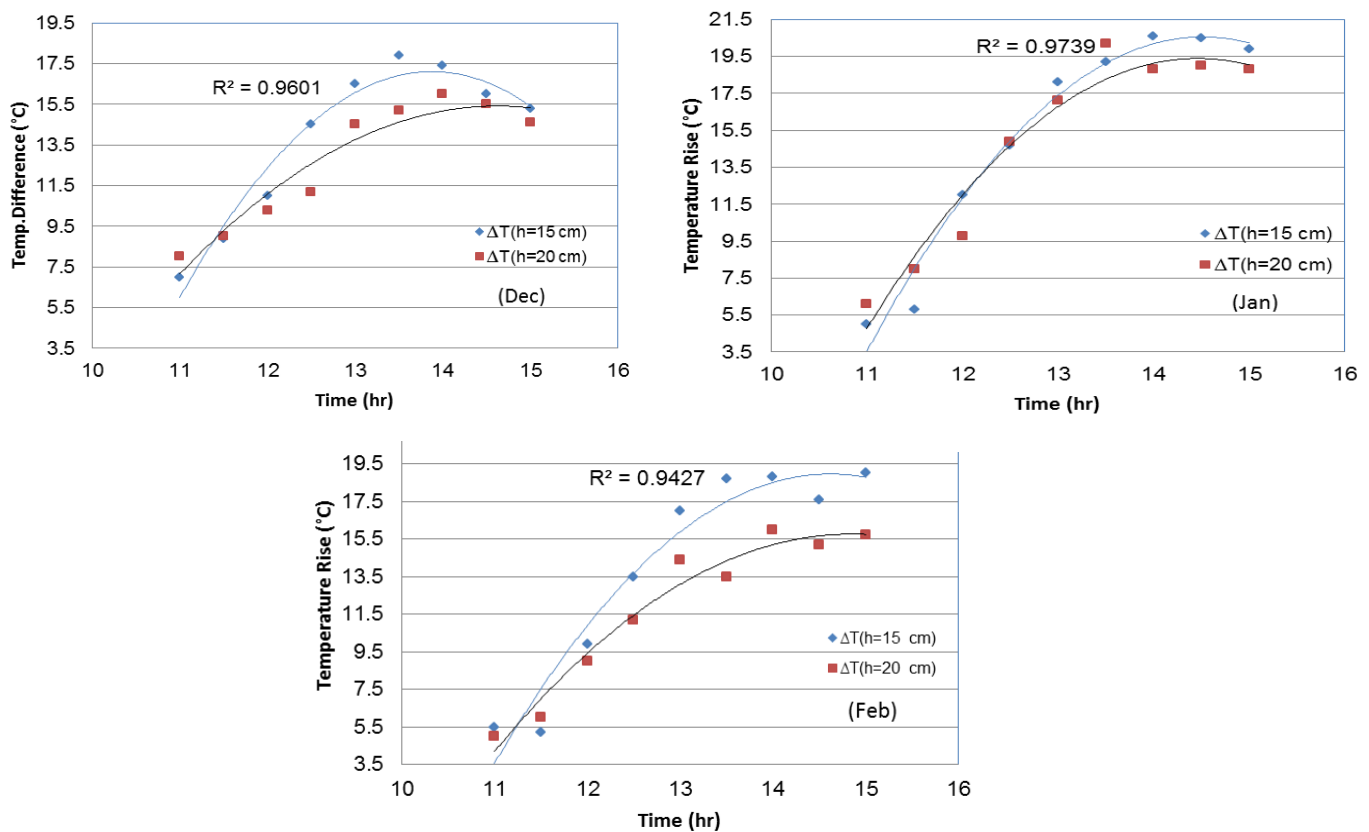 19.5
17.5
15.5
13.5
11.5
9.5
7.5
5.5
3.5
Temp.Difference (°C)
R² = 0.9601
ΔT(h=15 cm)
ΔT(h=20 cm)
(Dec)
10 11 12 13 14 15 16
Time (hr)
21.5
19.5
17.5
15.5
13.5
11.5
9.5
7.5
5.5
3.5
Temperature Rise (°C)
R² = 0.9739
ΔT(h=15 cm)
ΔT(h=20 cm)
(Jan)
10 11 12 13 14 15 16
Time (hr)
19.5
17.5
15.5
13.5
11.5
9.5
7.5
5.5
3.5
Temperature Rise (°C)
R² = 0.9427
ΔT(h=15 cm)
ΔT(h=20 cm)
(Feb)
10 11 12 13 14 15 16
Time (hr)